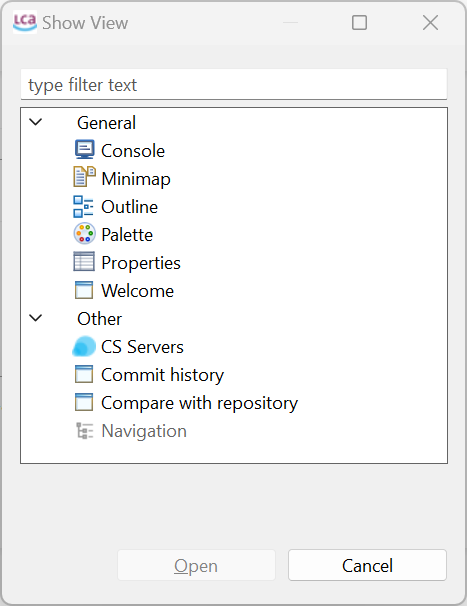 LCA Show View
type filter text
General
Console
Minimap
Outline
Palette
Properties
Welcome
Other
CS Servers
Commit history
Compare with repository
Navigation
Open Cancel